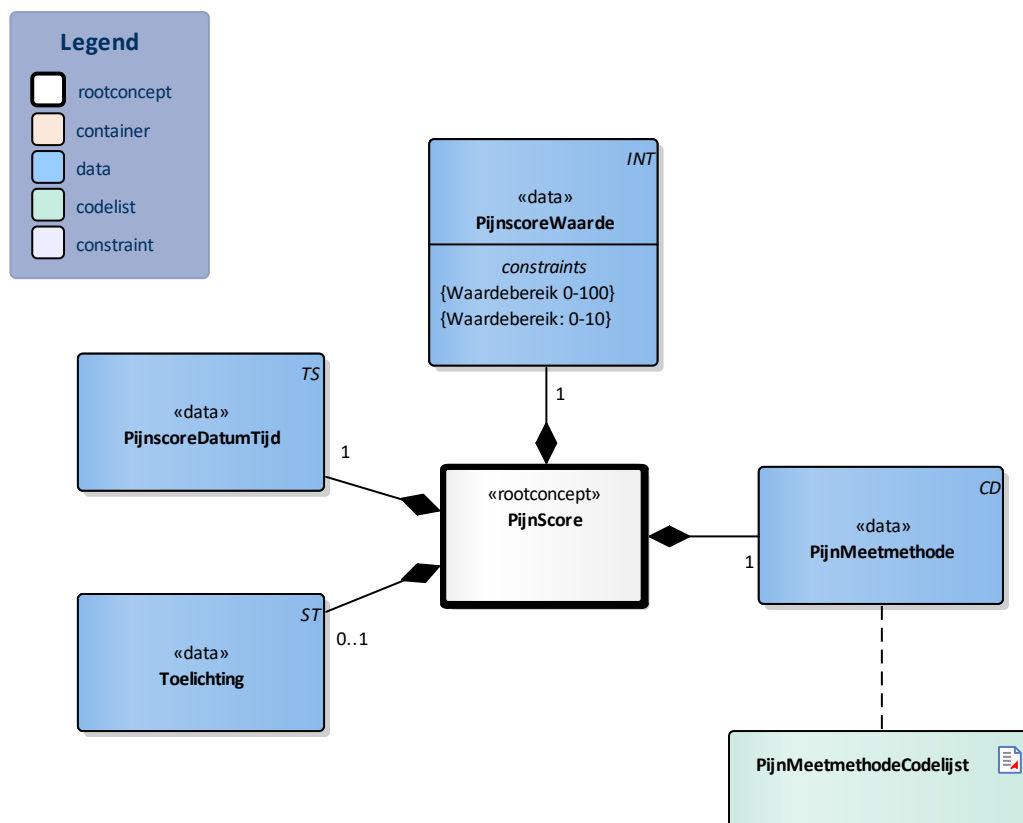 Legend
rootconcept
container
data
codelist
constraint
INT
«data»
PijnscoreWaarde
constraints
{Waardebereik 0-100}
{Waardebereik: 0-10}
1
TS
«data»
PijnscoreDatumTijd
1
«rootconcept»
PijnScore
CD
«data»
PijnMeetmethode
1
ST
«data»
Toelichting
0..1
PijnMeetmethodeCodelijst